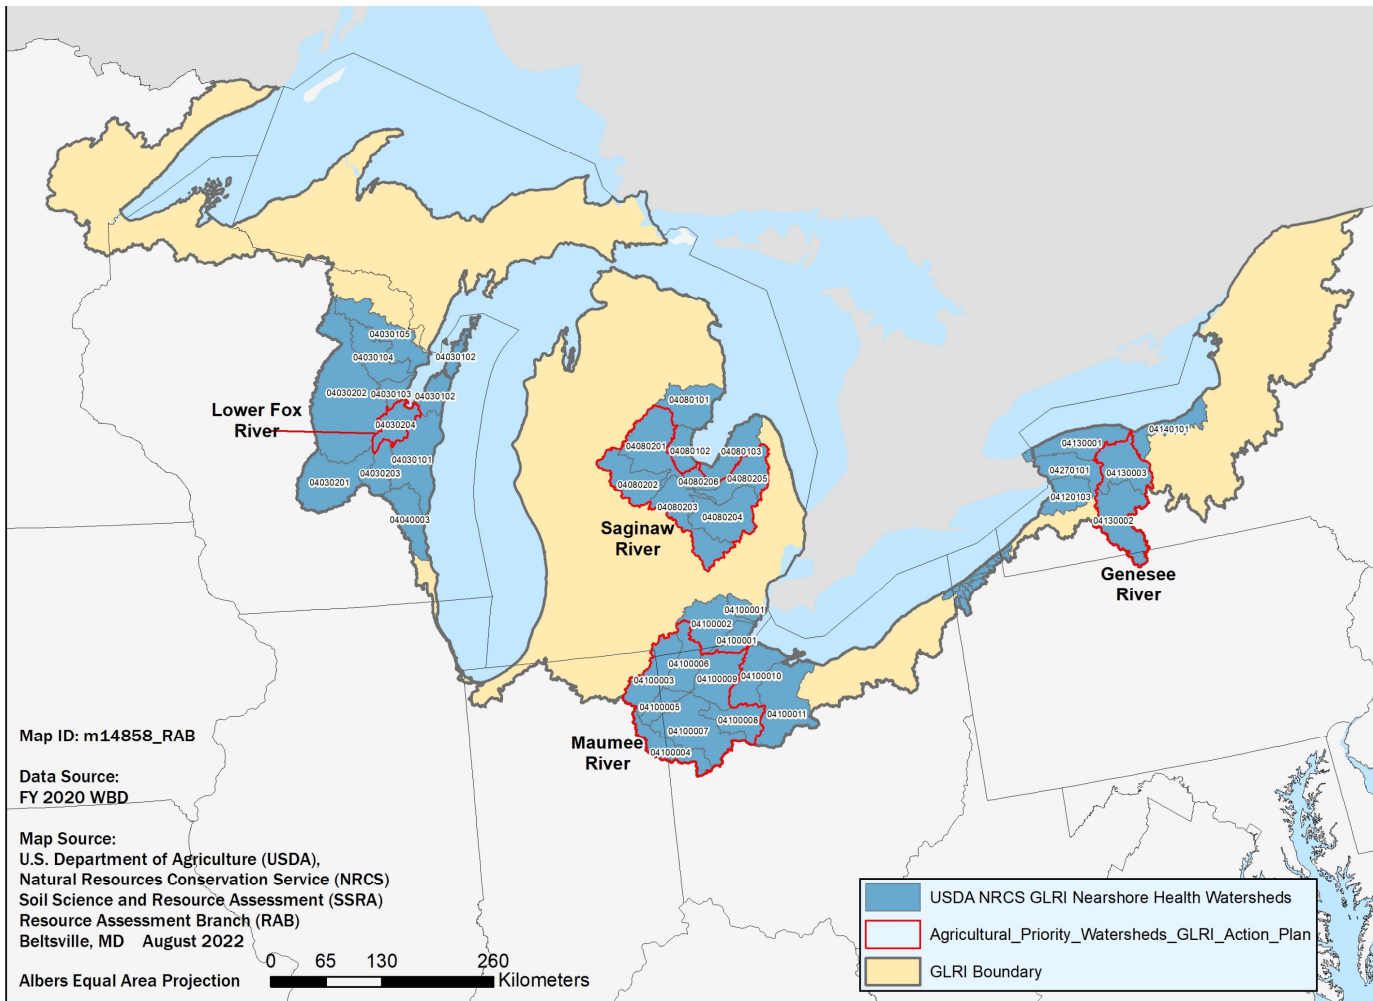 04030105
04030102
04030104
04030202
04030103
04030102
Lower Fox
River
04030204
04030101
04030203
04030201
04040003
04080101
04080201
04080102
04080103
04080206
04080205
04080202
04080203
04080204
Saginaw
River
04140101
04130001
04270101
04130003
04120103
04130002
Genesee
River
04100001
04100002
04100001
04100006
04100003
04100009
04100010
04100005
04100011
04100008
04100007
04100004
Maumee
River
Map ID: m14858_RAB
Data Source:
FY 2020 WBD
Map Source:
U.S. Department of Agriculture (USDA),
Natural Resources Conservation Service (NRCS)
Soil Science and Resource Assessment (SSRA)
Resource Assessment Branch (RAB)
Beltsville, MD August 2022
Albers Equal Area Projection
0 65 130 260
Kilometers
USDA NRCS GLRI Nearshore Health Watersheds
Agricultural_Priority_Watersheds_GLRI_Action_Plan
GLRI Boundary